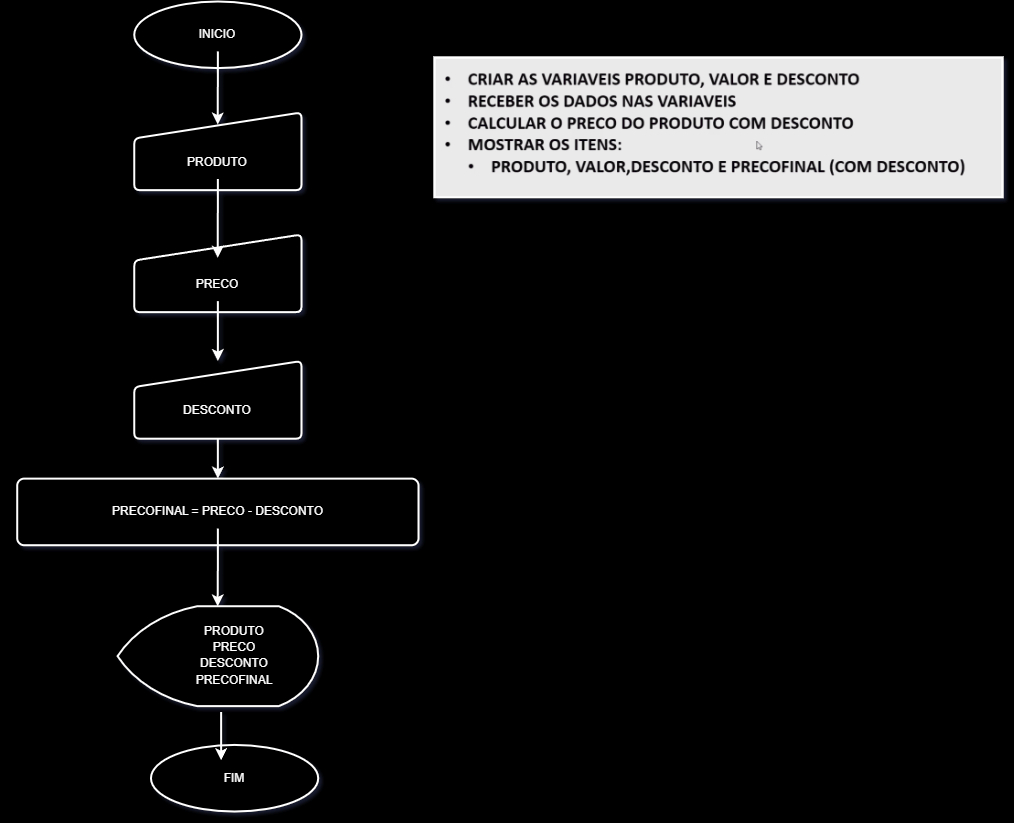 INICIO
PRODUTO
PRECO
DESCONTO
PRECOFINAL = PRECO - DESCONTO
PRODUTO
PRECO
DESCONTO
PRECOFINAL
FIM
• CRIAR AS VARIAVEIS PRODUTO, VALOR E DESCONTO
• RECEBER OS DADOS NAS VARIAVEIS
• CALCULAR O PRECO DO PRODUTO COM DESCONTO
• MOSTRAR OS ITENS:
• PRODUTO, VALOR,DESCONTO E PRECOFINAL (COM DESCONTO)